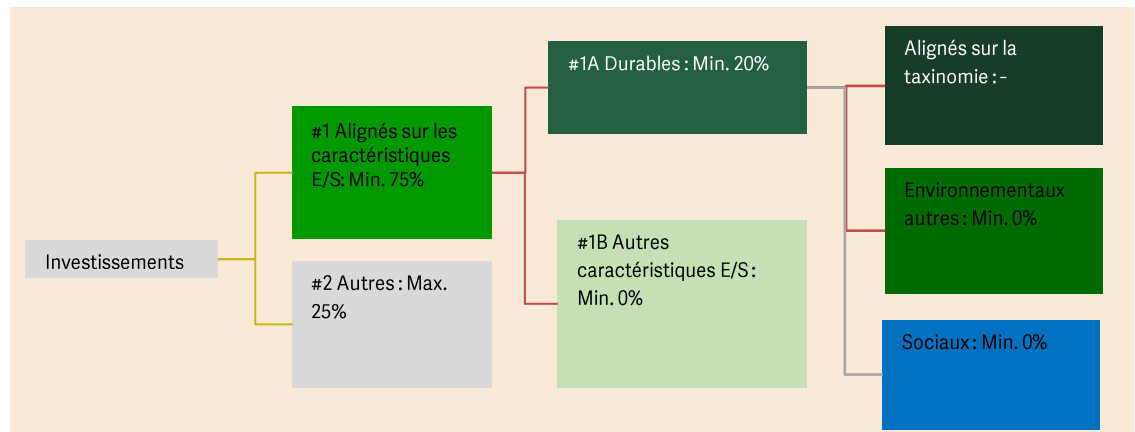 Investissements
#1 Alignés sur les
caractéristiques
E/S: Min. 75%
#2 Autres : Max.
25%
#1A Durables : Min. 20%
#1B Autres
caractéristiques E/S :
Min. 0%
Alignés sur la
taxinomie : -
Environnementaux
autres : Min. 0%
Sociaux : Min. 0%